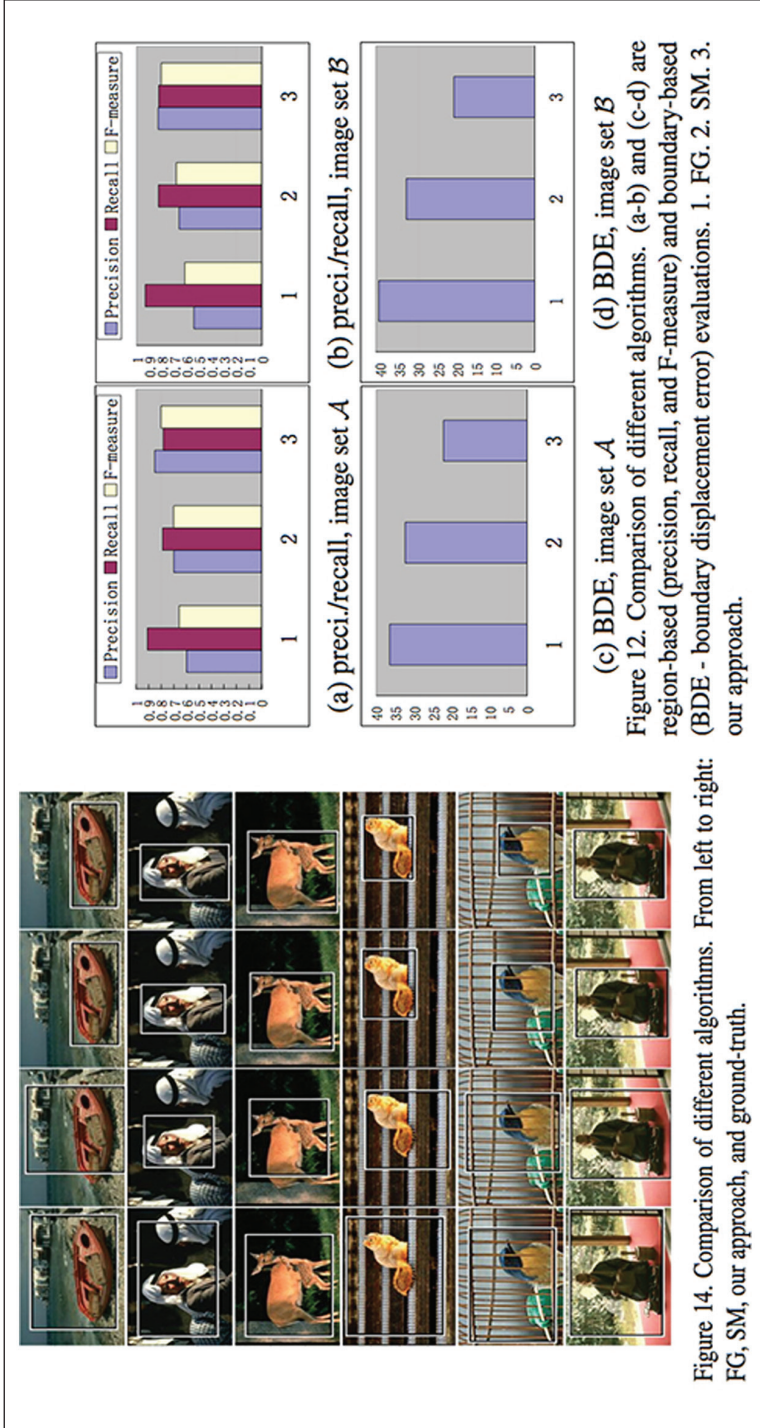 Figure 14. Comparison of different algorithms. From left to right:
FG, SM, our approach, and ground-truth.
Precision Recall F-measure
1
0.9
0.8
0.7
0.6
0.5
0.4
0.3
0.2
0.1
0
1 2 3
(a) preci./recall, image set A
Precision Recall F-measure
1
0.9
0.8
0.7
0.6
0.5
0.4
0.3
0.2
0.1
0
1 2 3
(b) preci./recall, image set B
40
35
30
25
20
15
10
5
0
1 2 3
(c) BDE, image set A
40
35
30
25
20
15
10
5
0
1 2 3
(d) BDE, image set B
Figure 12. Comparison of different algorithms. (a-b) and (c-d) are
region-based (precision, recall, and F-measure) and boundary-based
(BDE - boundary displacement error) evaluations. 1. FG. 2. SM. 3.
our approach.